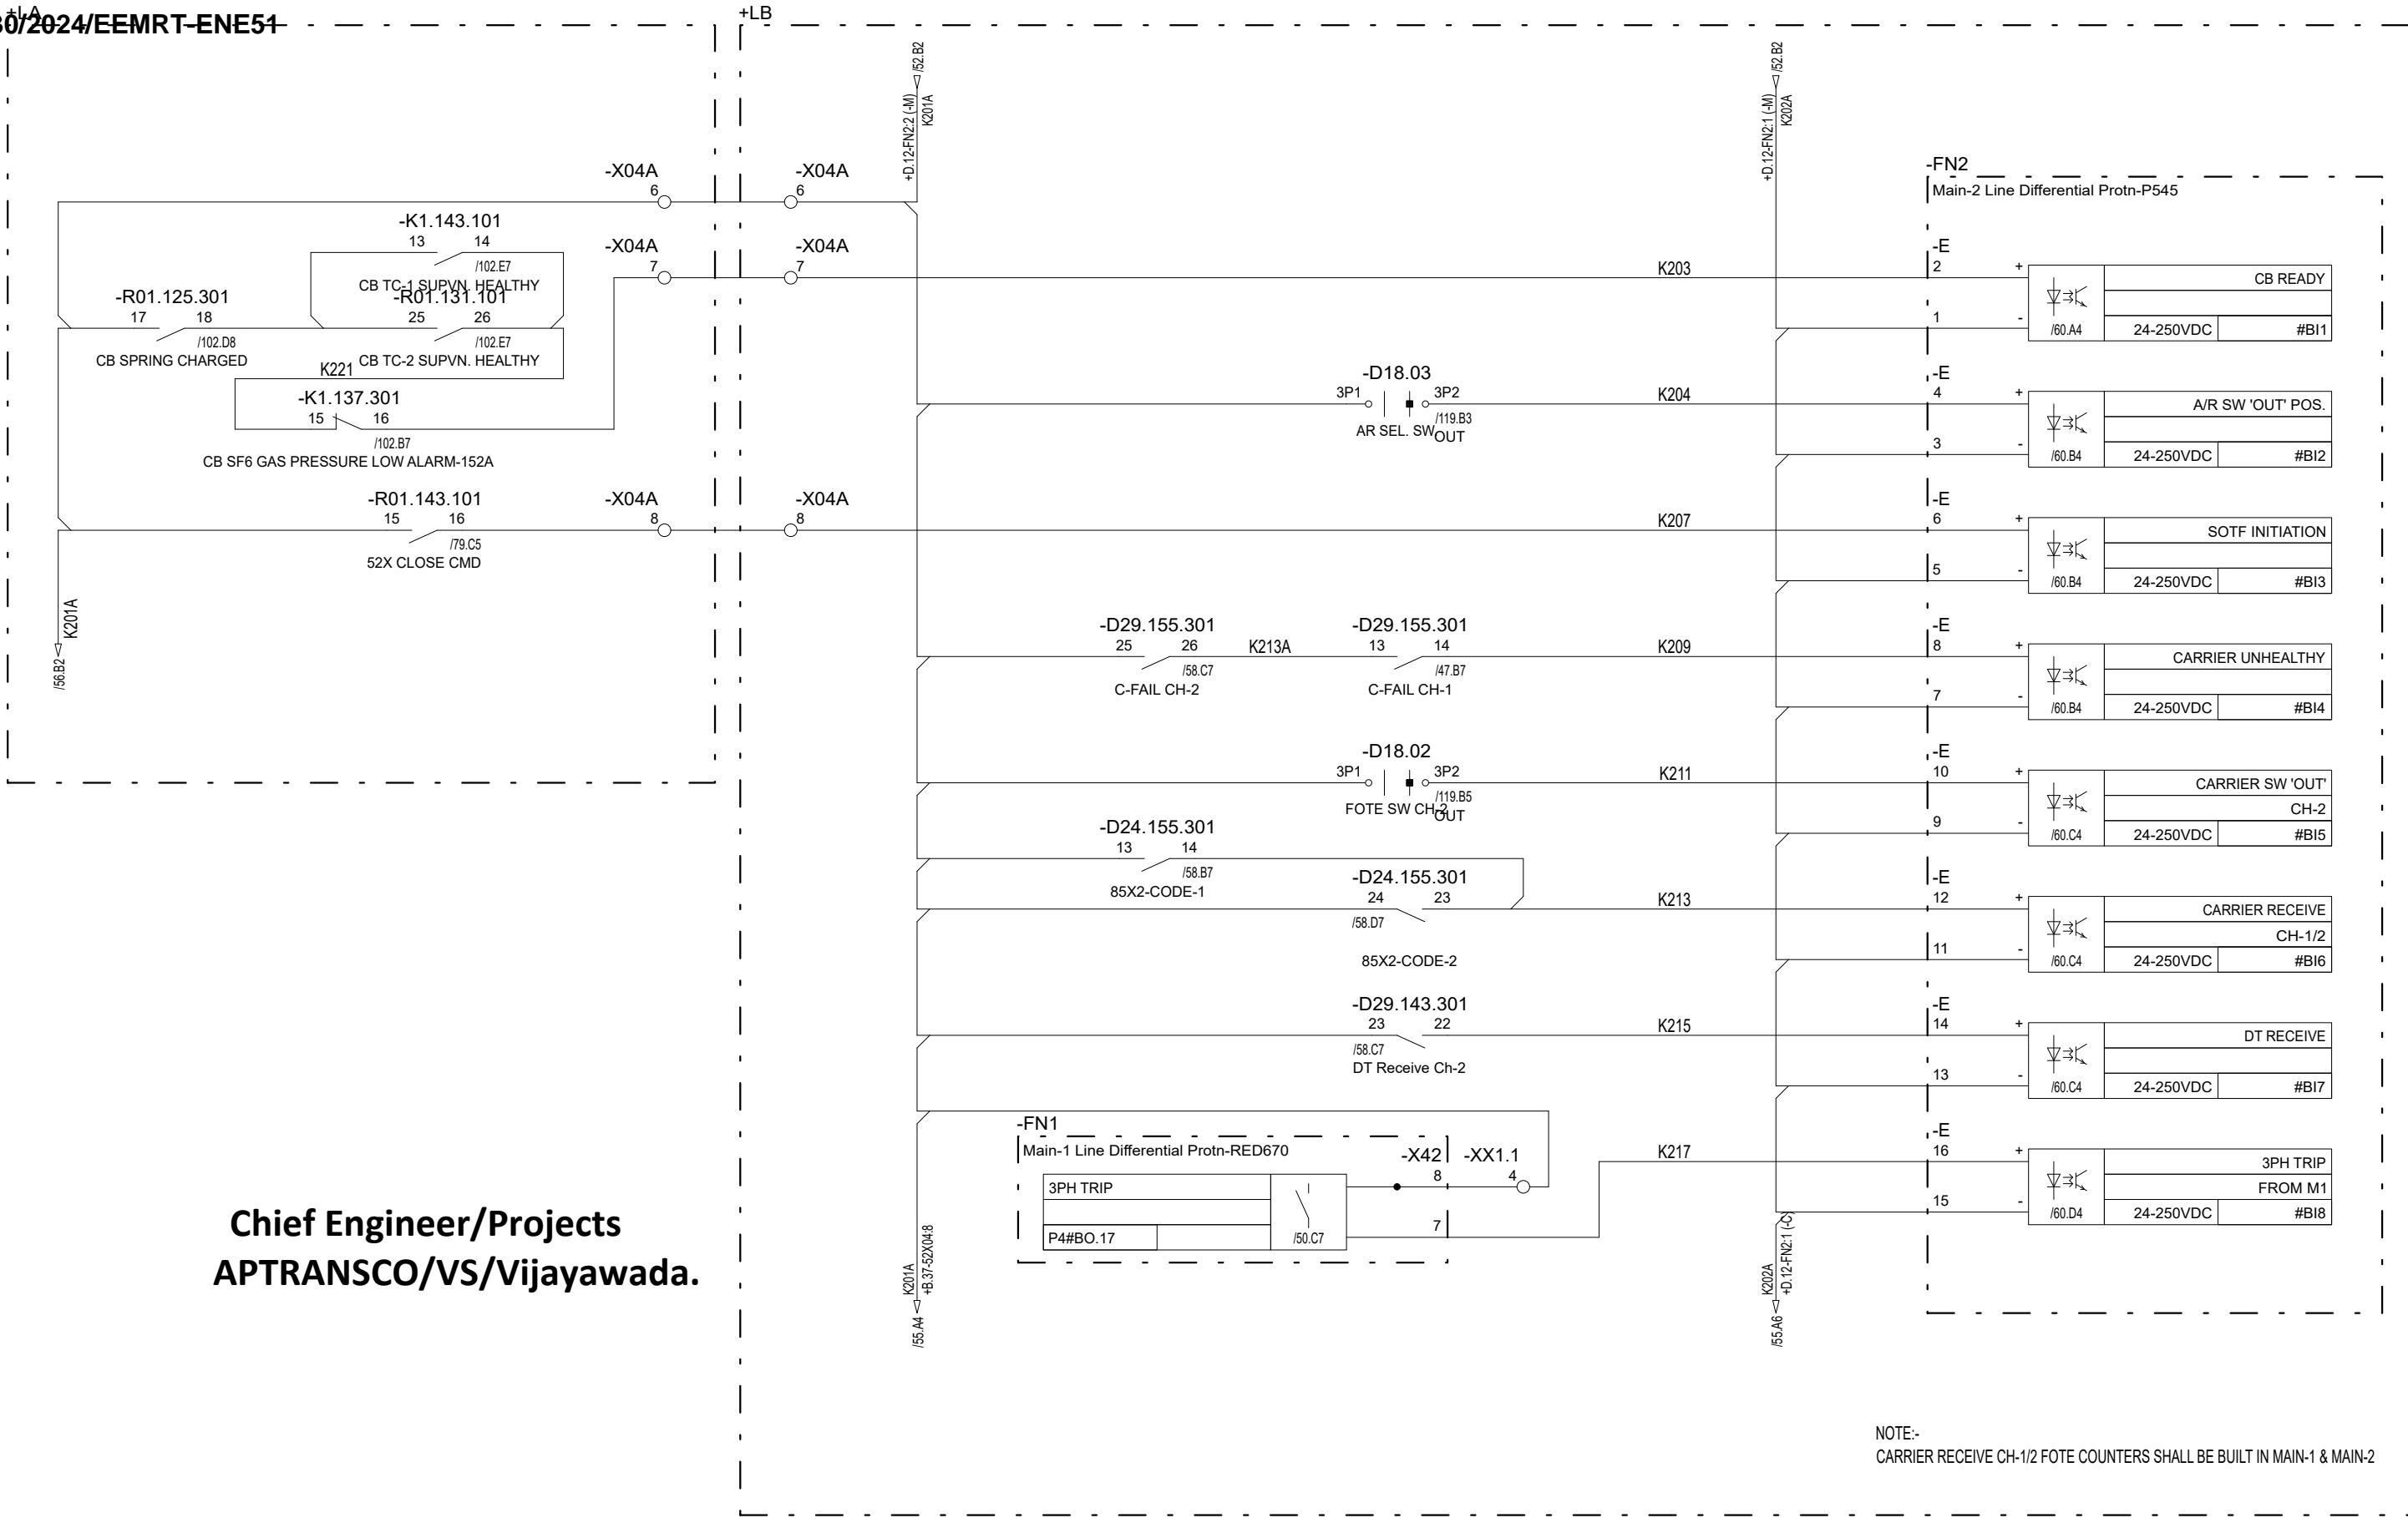 +LA
30/2024/EEMRT-ENE51
+LB
/52.B2
+D.12-FN2:2 (-M)
K201A
/52.B2
+D.12-FN2:1 (-M)
K202A
-X04A
6
-X04A
6
-K1.143.101
13 14
/102.E7
CB TC-1 SUPVN. HEALTHY
-X04A
7
-X04A
7
K203
-R01.125.301
17 18
/102.D8
CB SPRING CHARGED
-R01.131.101
25 26
/102.E7
CB TC-2 SUPVN. HEALTHY
K221
-K1.137.301
15 16
/102.B7
CB SF6 GAS PRESSURE LOW ALARM-152A
-R01.143.101
15 16
/79.C5
52X CLOSE CMD
-X04A
8
-X04A
8
K207
K201A
/56.B2
-D18.03
3P1 3P2
/119.B3
AR SEL. SW
OUT
K204
-D29.155.301
25 26
/58.C7
C-FAIL CH-2
K213A
-D29.155.301
13 14
/47.B7
C-FAIL CH-1
K209
-D18.02
3P1 3P2
/119.B5
FOTE SW CH-2
OUT
K211
-D24.155.301
13 14
/58.B7
85X2-CODE-1
-D24.155.301
24 23
/58.D7
85X2-CODE-2
K213
-D29.143.301
23 22
/58.C7
DT Receive Ch-2
K215
-FN1
Main-1 Line Differential Protn-RED670
3PH TRIP
P4#BO.17
/50.C7
-X42
8
7
-XX1.1
4
K217
K201A
+B.37-52X04:8
/55.A4
K202A
+D.12-FN2:1 (-C)
/55.A6
-FN2
Main-2 Line Differential Protn-P545
-E
2 +
CB READY
1 -
/60.A4 24-250VDC #BI1
-E
4 +
A/R SW 'OUT' POS.
3 -
/60.B4 24-250VDC #BI2
-E
6 +
SOTF INITIATION
5 -
/60.B4 24-250VDC #BI3
-E
8 +
CARRIER UNHEALTHY
7 -
/60.B4 24-250VDC #BI4
-E
10 +
CARRIER SW 'OUT'
CH-2
9 -
/60.C4 24-250VDC #BI5
-E
12 +
CARRIER RECEIVE
CH-1/2
11 -
/60.C4 24-250VDC #BI6
-E
14 +
DT RECEIVE
13 -
/60.C4 24-250VDC #BI7
-E
16 +
3PH TRIP
FROM M1
15 -
/60.D4 24-250VDC #BI8
Chief Engineer/Projects
APTRANSCO/VS/Vijayawada.
NOTE:-
CARRIER RECEIVE CH-1/2 FOTE COUNTERS SHALL BE BUILT IN MAIN-1 & MAIN-2